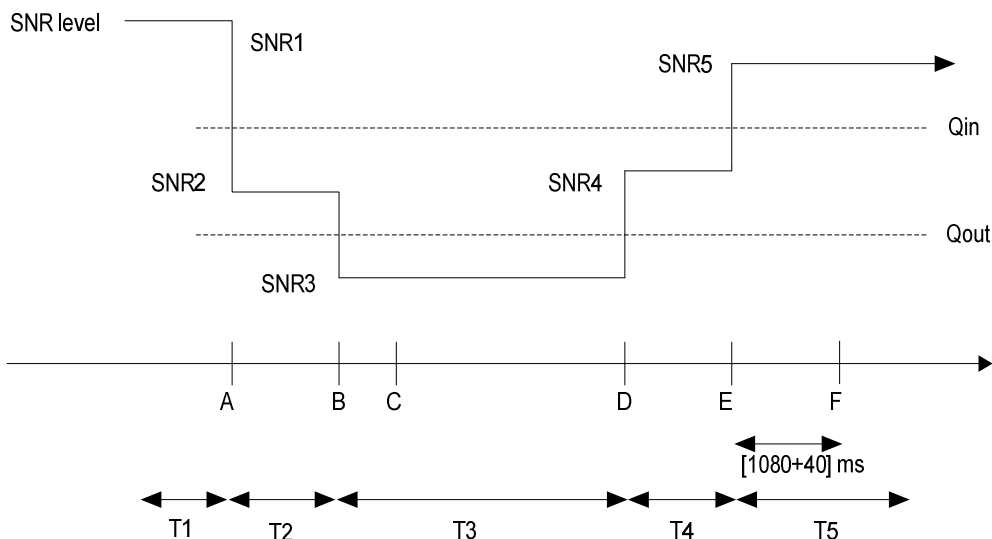 SNR level
SNR1
SNR5
Qin
SNR2
SNR4
Qout
SNR3
A B C D E F
[1080+40] ms
T1 T2 T3 T4 T5